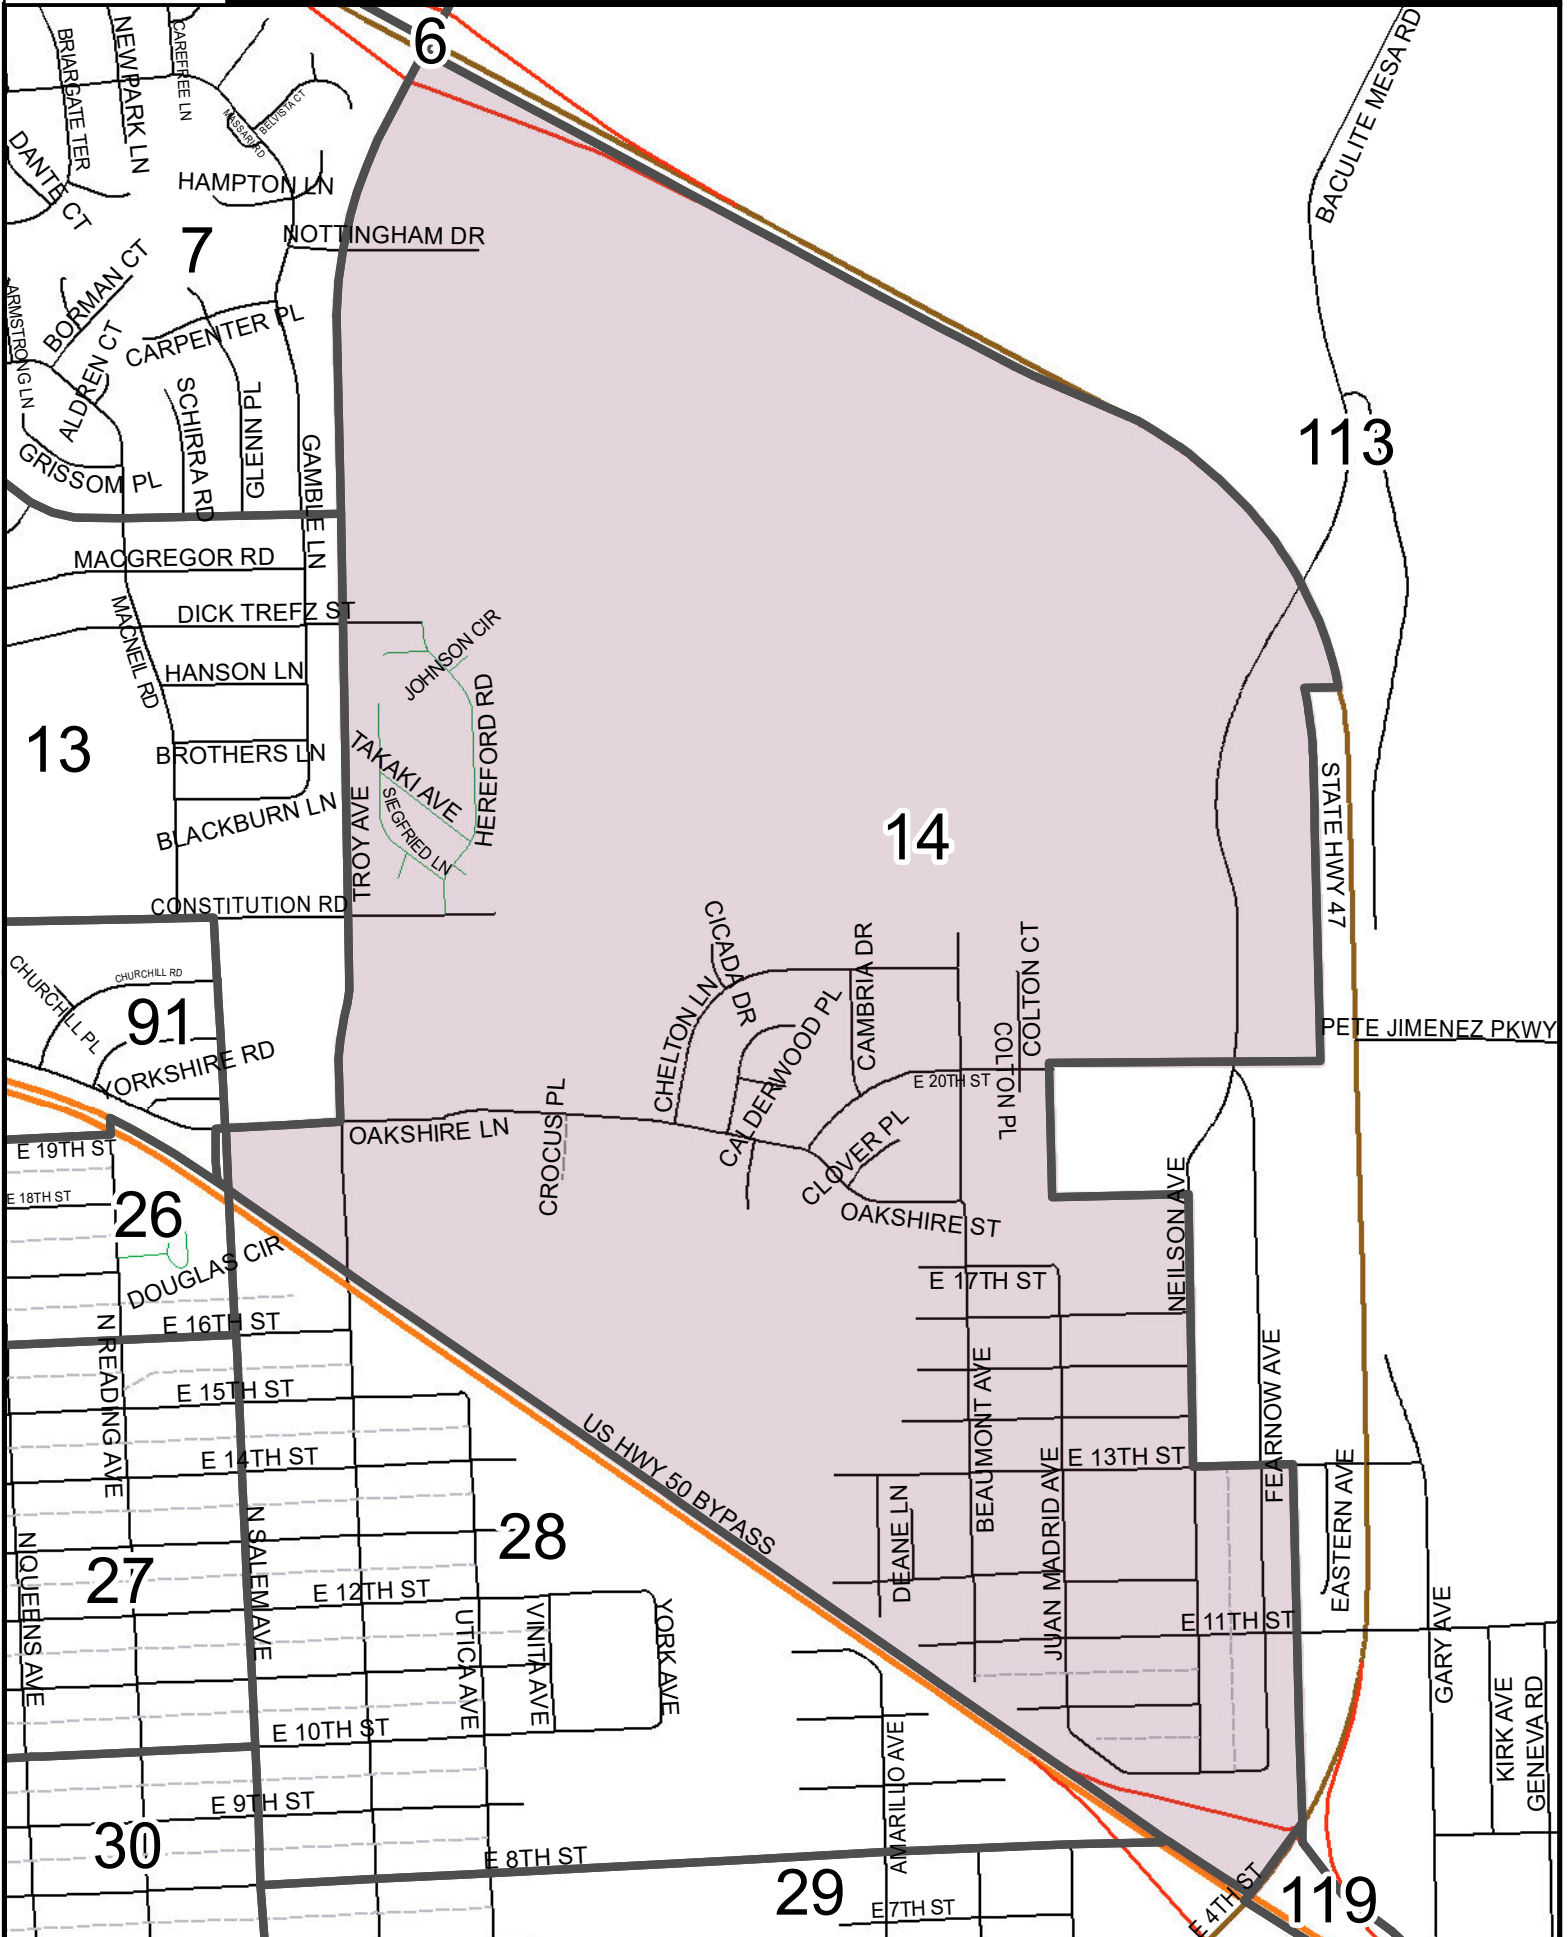 6
BACULITE MESA RD
BRIARGATE TER
NEWPARK LN
CAREFREE LN
MASSARI RD
BELVISTA CT
DANTE CT
HAMPTON LN
NOTTINGHAM DR
7
BORMAN CT
ARMSTRONG LN
ALDREN CT
CARPENTER PL
SCHIRRA RD
GLENN PL
GAMBLE LN
GRISSOM PL
113
MACGREGOR RD
DICK TREFZ ST
MACNEIL RD
HANSON LN
JOHNSON CIR
HEREFORD RD
13
BROTHERS LN
TAKAKI AVE
SIEGFRIED LN
BLACKBURN LN
TROY AVE
14
STATE HWY 47
CONSTITUTION RD
CICADA DR
CAMBRIA DR
COLTON CT
CHURCHILL RD
CHURCHILL PL
91
CHELTON LN
CALDERWOOD PL
COLTON PL
PETE JIMENEZ PKWY
YORKSHIRE RD
E 20TH ST
CROCUS PL
OAKSHIRE LN
CLOVER PL
E 19TH ST
E 18TH ST
26
OAKSHIRE ST
NEILSON AVE
DOUGLAS CIR
E 17TH ST
E 16TH ST
N READING AVE
E 15TH ST
BEAUMONT AVE
FEARNOW AVE
US HWY 50 BYPASS
E 14TH ST
E 13TH ST
JUAN MADRID AVE
EASTERN AVE
DEANE LN
N QUEENS AVE
N SALEM AVE
28
27
E 12TH ST
UTICA AVE
VINITA AVE
YORK AVE
E 11TH ST
GARY AVE
KIRK AVE
GENEVA RD
E 10TH ST
AMARILLO AVE
E 9TH ST
30
E 8TH ST
29
E 7TH ST
E 4TH ST
119